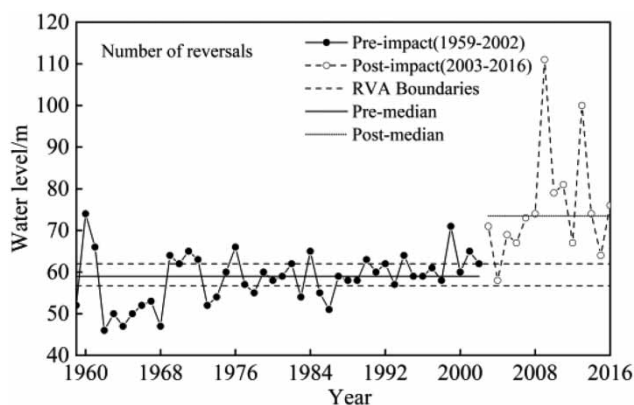 120
110
100
90
80
70
60
50
40
Water level/m
Number of reversals
Pre-impact(1959-2002)
Post-impact(2003-2016)
RVA Boundaries
Pre-median
Post-median
1960 1968 1976 1984 1992 2000 2008 2016
Year